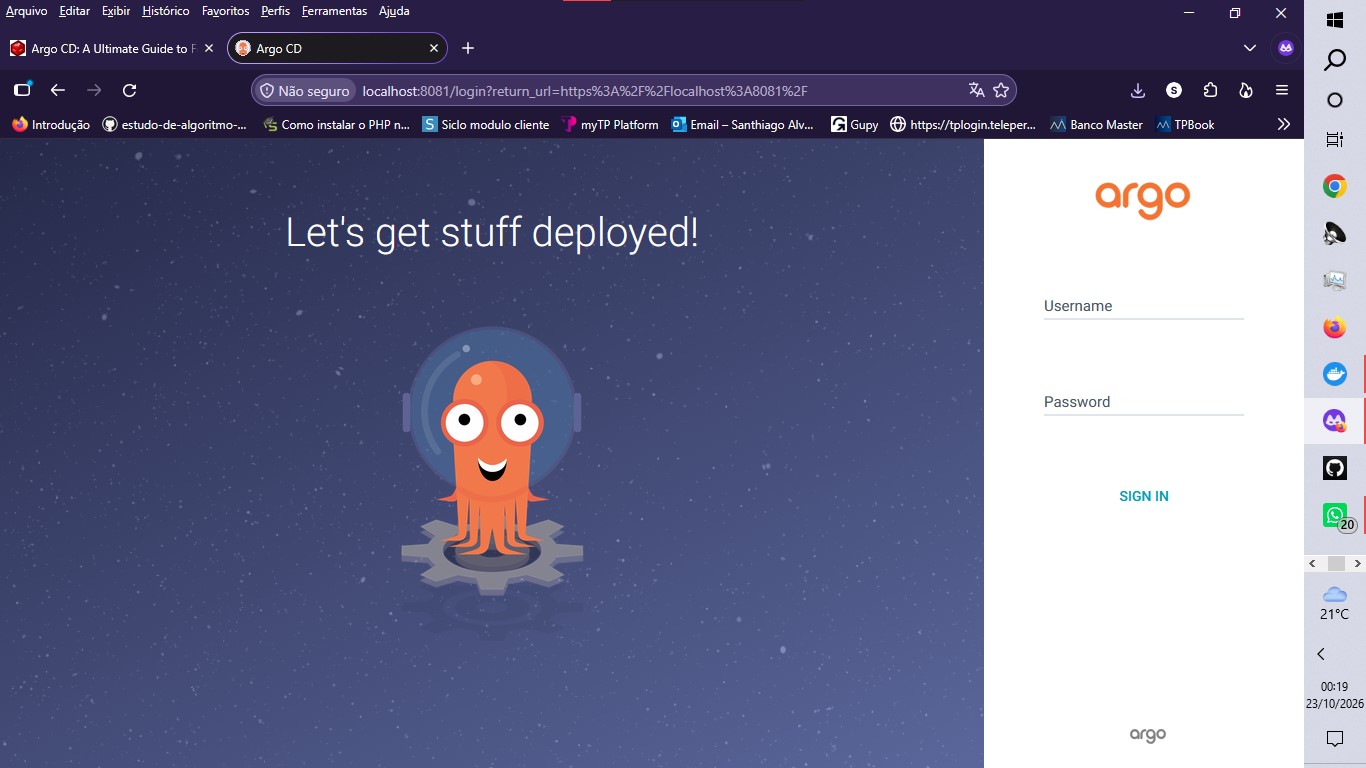 Arquivo Editar Exibir Histórico Favoritos Perfis Ferramentas Ajuda
Argo CD: A Ultimate Guide to F
Argo CD
Não seguro localhost:8081/login?return_url=https%3A%2F%2Flocalhost%3A8081%2F
S
Introdução estudo-de-algoritmo-... Como instalar o PHP n... S Siclo modulo cliente myTP Platform Email – Santhiago Alv... Gupy https://tplogin.teleper... Banco Master TPBook
Let's get stuff deployed!
argo
Username
Password
SIGN IN
argo
20
21°C
00:19
23/10/2026